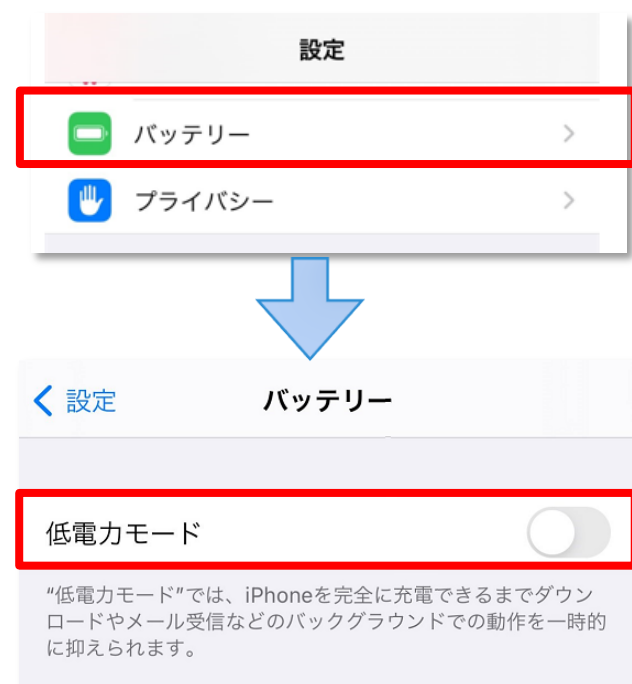 設定
バッテリー
プライバシー
設定
バッテリー
低電力モード
“低電力モード”では、iPhoneを完全に充電できるまでダウン
ロードやメール受信などのバックグラウンドでの動作を一時的
に抑えられます。